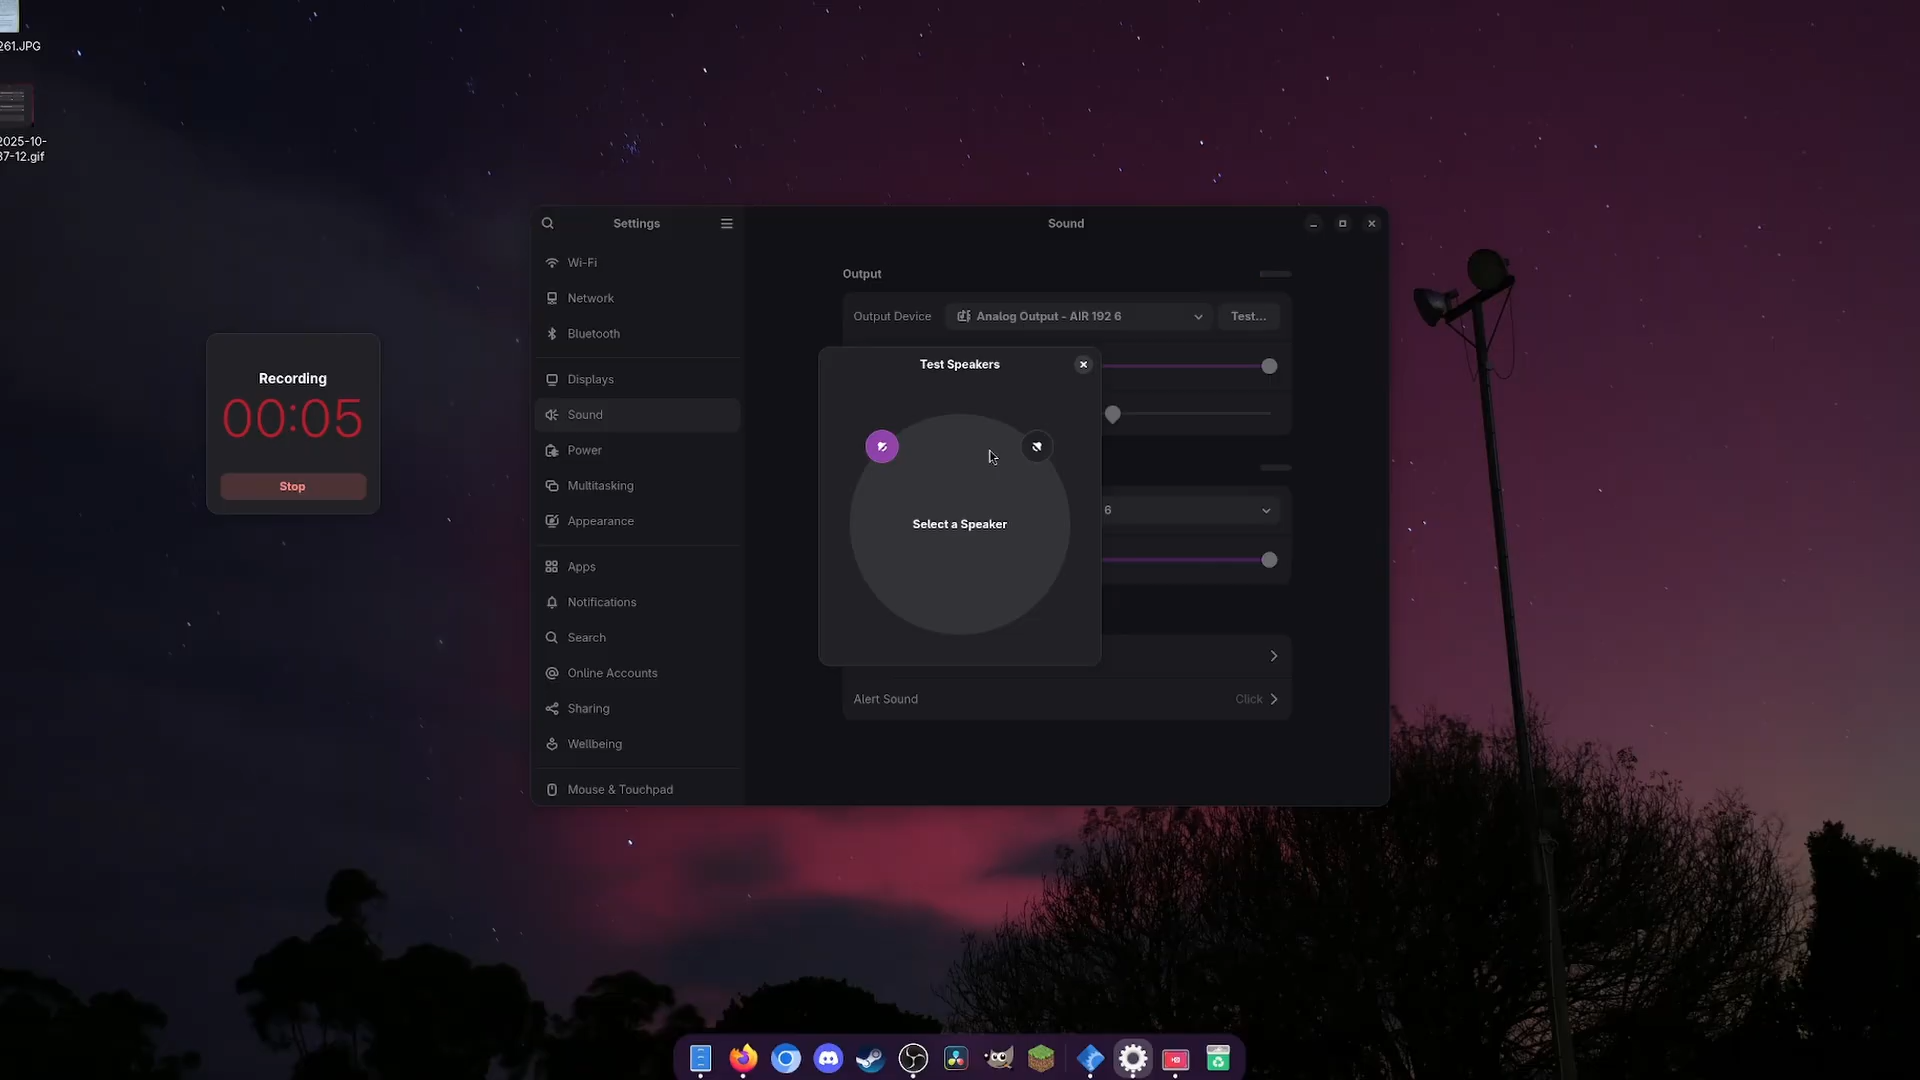 261.JPG
2025-10-
37-12.gif
Recording
00:05
Stop
Settings
Wi-Fi
Network
Bluetooth
Displays
Sound
Power
Multitasking
Appearance
Apps
Notifications
Search
Online Accounts
Sharing
Wellbeing
Mouse & Touchpad
Sound
Output
Output Device
Analog Output - AIR 192 6
Test...
Test Speakers
Select a Speaker
6
Alert Sound
Click